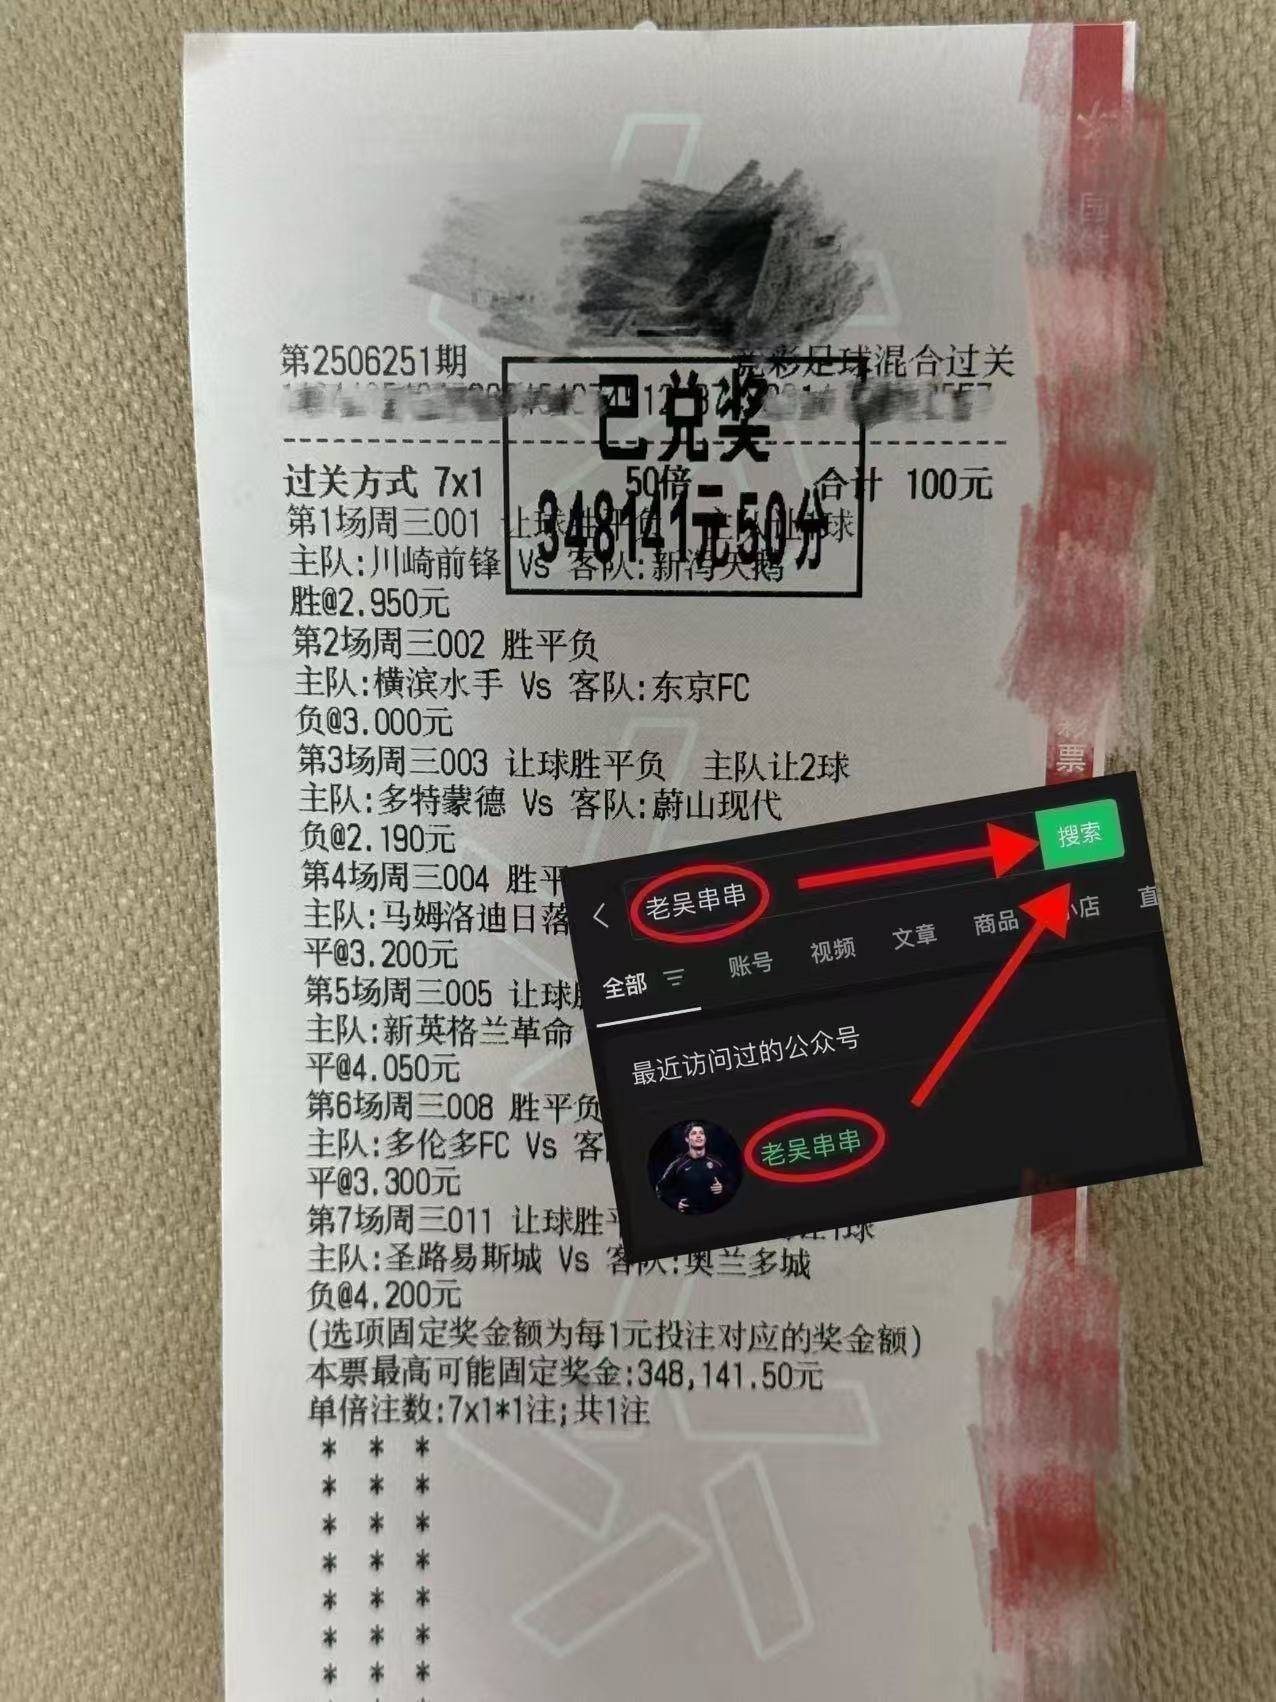 第2506251期
竞彩足球混合过关
已兑奖
348141元50分
过关方式 7x1 50倍 合计 100元
第1场周三001 让球胜平负 主队让1球
主队:川崎前锋 Vs 客队:新潟天鹅
胜@2.950元
第2场周三002 胜平负
主队:横滨水手 Vs 客队:东京FC
负@3.000元
第3场周三003 让球胜平负 主队让2球
主队:多特蒙德 Vs 客队:蔚山现代
负@2.190元
第4场周三004 胜平
主队:马姆洛迪日落
平@3.200元
第5场周三005 让球
主队:新英格兰革命
平@4.050元
第6场周三008 胜平负
主队:多伦多FC Vs 客
平@3.300元
第7场周三011 让球胜平
主队:圣路易斯城 Vs 客队:奥兰多城
负@4.200元
(选项固定奖金额为每1元投注对应的奖金额)
本票最高可能固定奖金:348,141.50元
单倍注数:7x1*1注;共1注
* * *
* * *
* * *
* * *
* * *
* * *
* * *
票
老吴串串
搜索
全部 账号 视频 文章 商品 小店 直
最近访问过的公众号
老吴串串